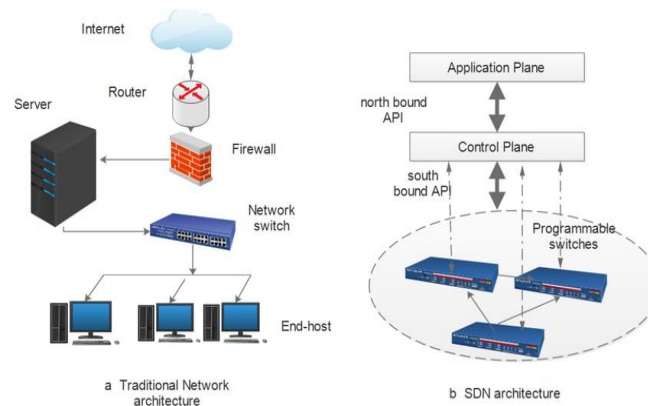 Internet
Router
Server
Firewall
Network
switch
End-host
a Traditional Network
architecture
Application Plane
north bound
API
Control Plane
south
bound API
Programmable
switches
b SDN architecture